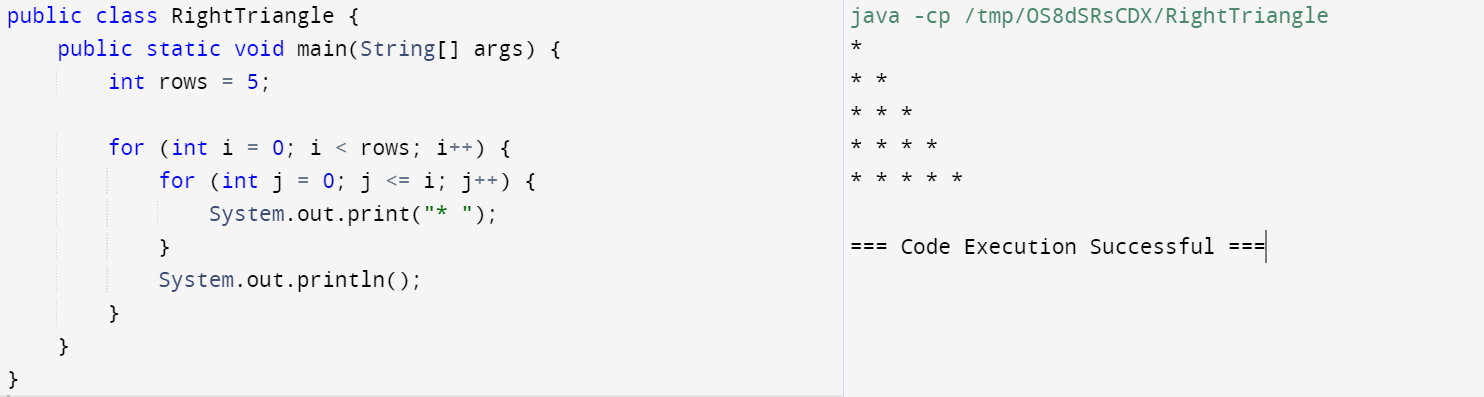 public class RightTriangle {
    public static void main(String[] args) {
        int rows = 5;

        for (int i = 0; i < rows; i++) {
            for (int j = 0; j <= i; j++) {
                System.out.print("* ");
            }
            System.out.println();
        }
    }
}
java -cp /tmp/OS8dSRsCDX/RightTriangle
*
* *
* * *
* * * *
* * * * *

=== Code Execution Successful ===